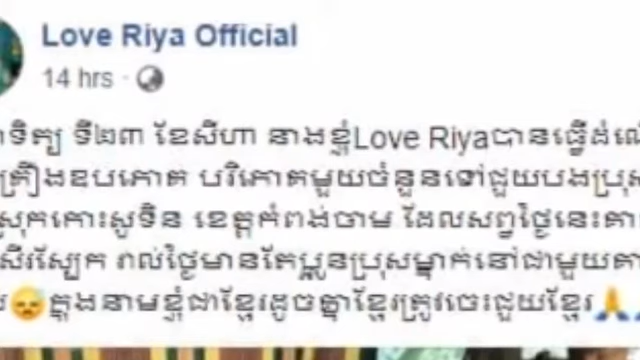 Love Riya Official
14 hrs ·
ទិត្យ ទី២៣ ខែសីហា នាងខ្ញុំLove Riyaបានធ្វើដំ
គ្រឿងឧបភោគ បរិភោគមួយចំនួនទៅជួយបងប្រុស
ស្រុកកោះសូទិន ខេត្តកំពង់ចាម ដែលសព្វថ្ងៃនេះគា
សើរស្បែក រាល់ថ្ងៃមានតែប្អូនប្រុសម្នាក់នៅជាមួយគា
😓ក្នុងនាមខ្ញុំជាខ្មែរដូចគ្នាខ្មែរត្រូវចេះជួយខ្មែរ🙏